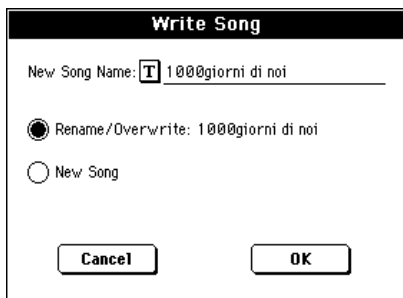 Write Song
New Song Name: T 1000giorni di noi
Rename/Overwrite: 1000giorni di noi
New Song
Cancel OK